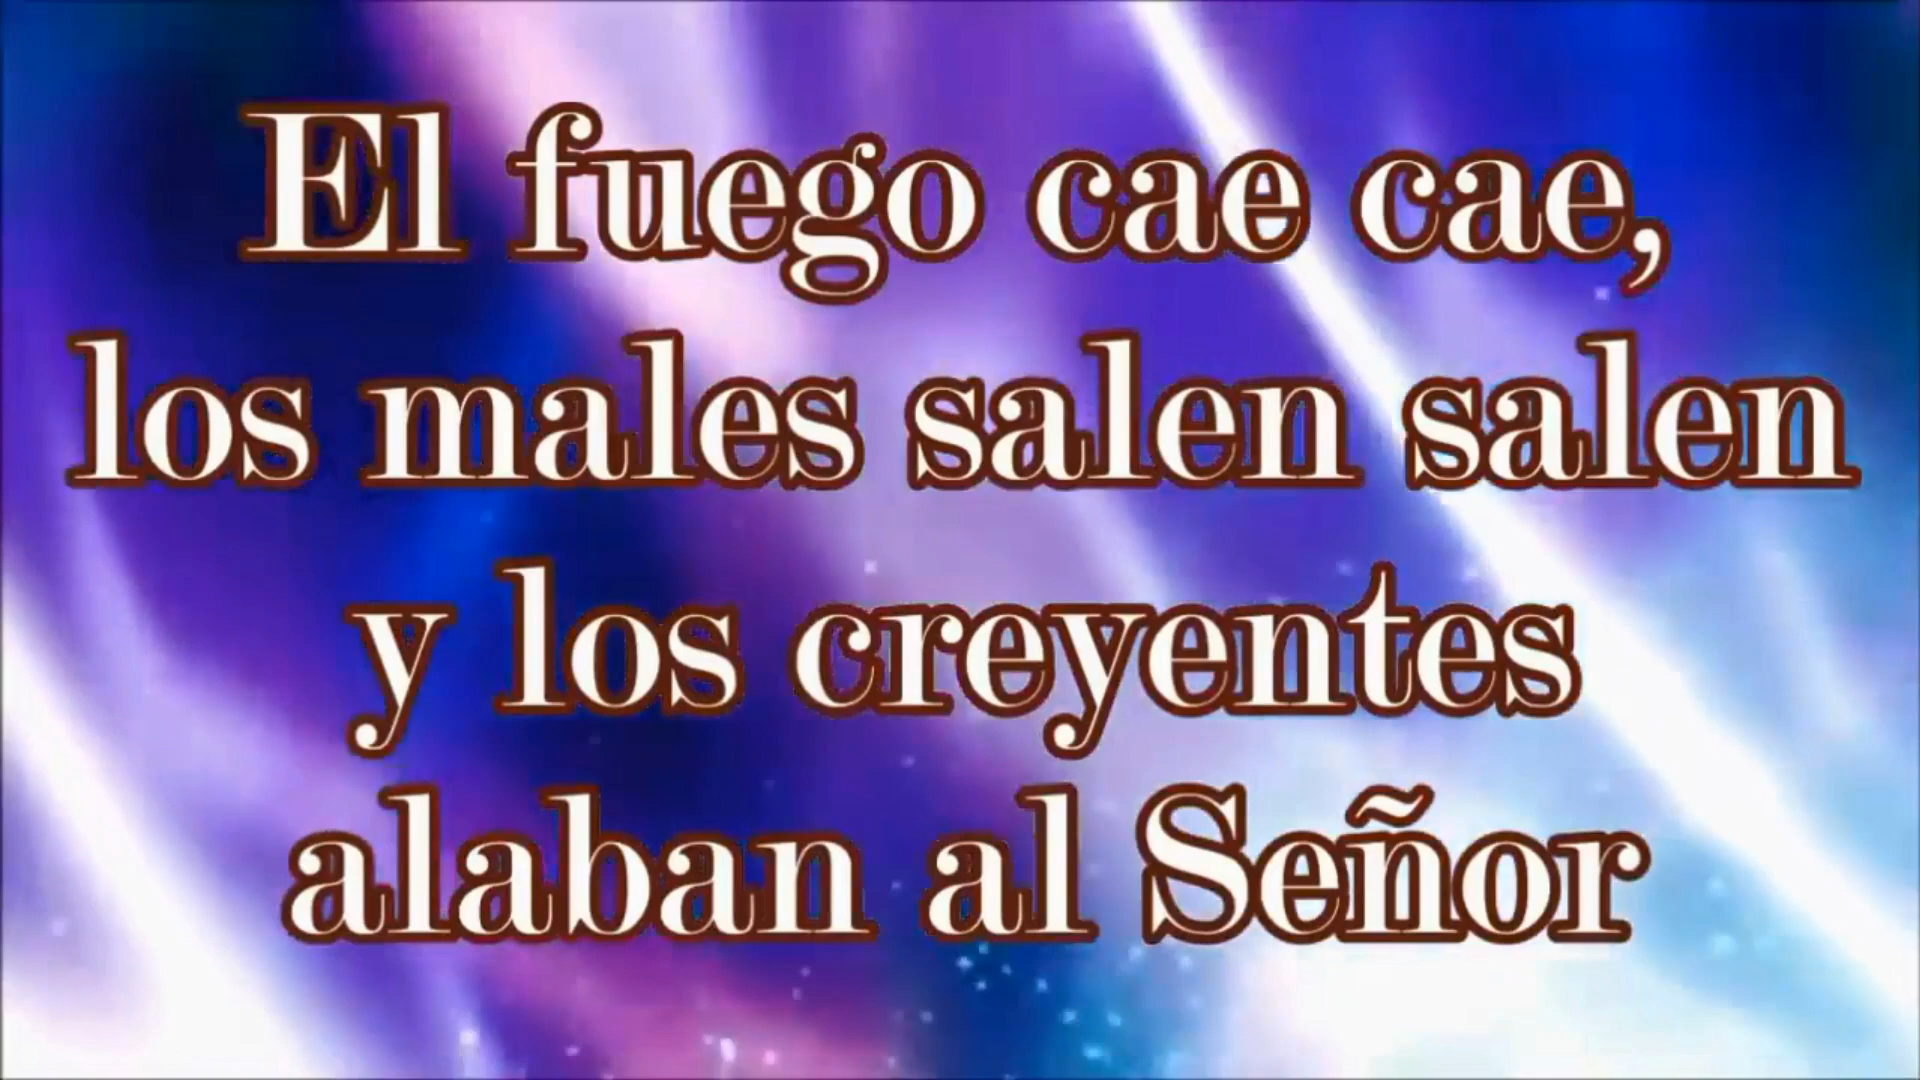 El fuego cae cae,
los males salen salen
y los creyentes
alaban al Señor